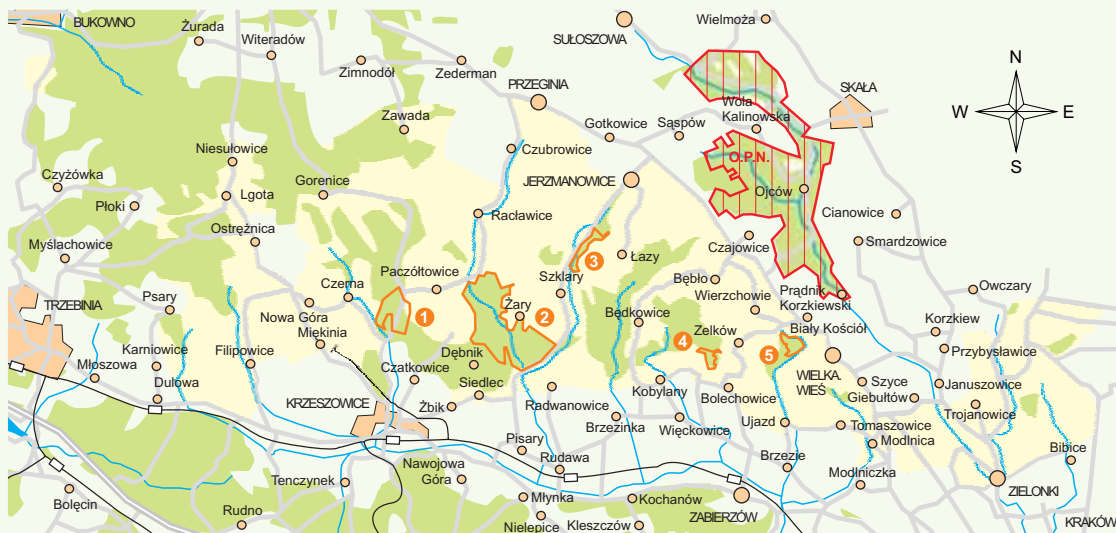 BUKOWNO
Żurada
Witeradów
Zimnodół
Zederman
SUŁOSZOWA
Wielmoża
PRZEGINIA
SKAŁA
N
W
E
S
Zawada
Gotkowice
Sąspów
Wola
Kalinowska
Niesułowice
Czubrowice
O.P.N.
Czyżówka
Lgota
Gorenice
JERZMANOWICE
Ojców
Płoki
Racławice
Cianowice
Ostrężnica
Myślachowice
Czajowice
Smardzowice
Łazy
3
Paczółtowice
Szklary
Bębło
Czerna
TRZEBINIA
Psary
Nowa Góra
1
Żary
2
Będkowice
Wierzchowie
Prądnik
Korzkiewski
Owczary
Miękinia
Zelków
Biały Kościół
Korzkiew
Karniowice
Filipowice
4
5
Przybysławice
Młoszowa
Dulowa
Dębnik
Czatkowice
Siedlec
Kobylany
Bolechowice
WIELKA
WIEŚ
Szyce
Januszowice
Giebułtów
KRZESZOWICE
Żbik
Radwanowice
Brzezinka
Więckowice
Ujazd
Tomaszowice
Trojanowice
Modlnica
Pisary
Rudawa
Brzezie
Bibice
Nawojowa
Góra
Tenczynek
Modlniczka
ZIELONKI
Bolęcin
Młynka
Kochanów
Rudno
Nielepice
Kleszczów
ZABIERZÓW
KRAKÓW